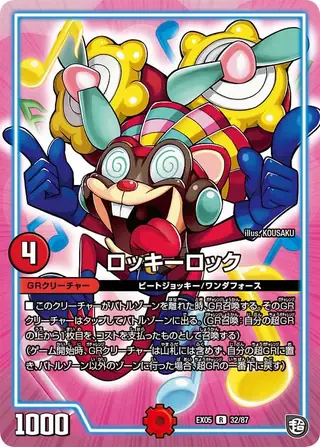 illus.KOUSAKU
4
ロッキーロック
GRクリーチャー
ビートジョッキー/ワンダフォース
■このクリーチャーがバトルゾーンを離れた時、GR召喚する。そのGR
クリーチャーはタップしてバトルゾーンに出る。(GR召喚:自分の超GR
の上から1枚目を、コストを支払ったものとして召喚する)
(ゲーム開始時、GRクリーチャーは山札には含めず、自分の超GRに置
き、バトルゾーン以外のゾーンに行った場合、超GRの一番下に戻す)
1000
EX05 R 32/87
超